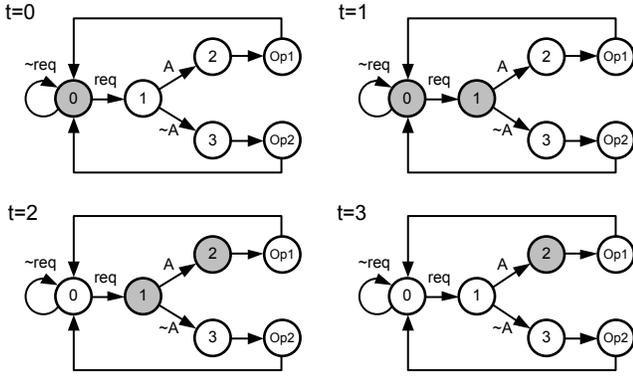 t=0
~req
0
req
1
A
2
Op1
~A
3
Op2
t=1
~req
0
req
1
A
2
Op1
~A
3
Op2
t=2
~req
0
req
1
A
2
Op1
~A
3
Op2
t=3
~req
0
req
1
A
2
Op1
~A
3
Op2